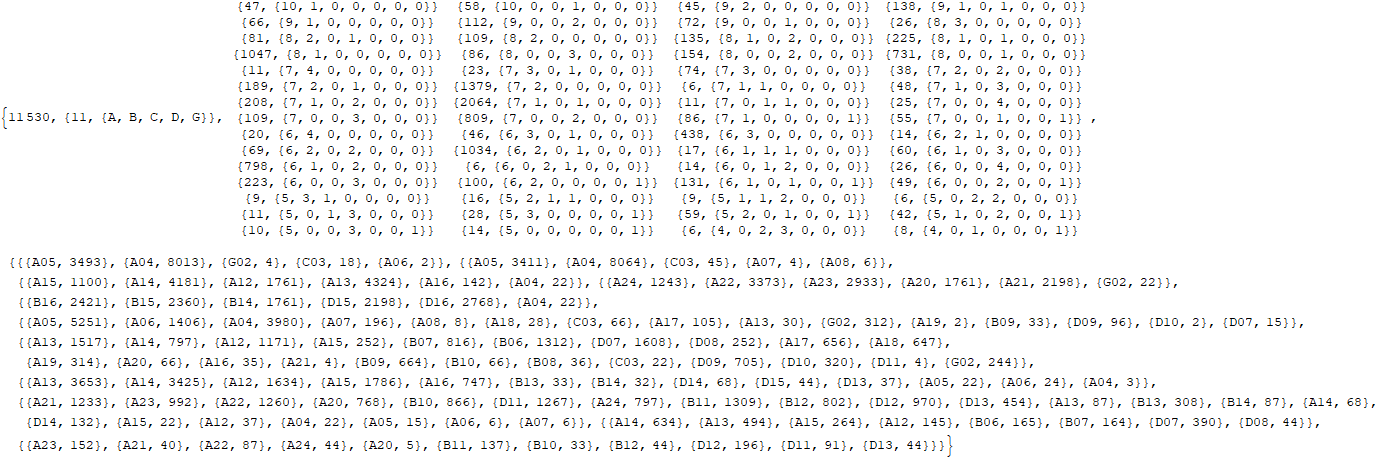 {47, {10, 1, 0, 0, 0, 0, 0}} {58, {10, 0, 0, 1, 0, 0, 0}} {45, {9, 2, 0, 0, 0, 0, 0}} {138, {9, 1, 0, 1, 0, 0, 0}}
{66, {9, 1, 0, 0, 0, 0, 0}} {112, {9, 0, 0, 2, 0, 0, 0}} {72, {9, 0, 0, 1, 0, 0, 0}} {26, {8, 3, 0, 0, 0, 0, 0}}
{81, {8, 2, 0, 1, 0, 0, 0}} {109, {8, 2, 0, 0, 0, 0, 0}} {135, {8, 1, 0, 2, 0, 0, 0}} {225, {8, 1, 0, 1, 0, 0, 0}}
{1047, {8, 1, 0, 0, 0, 0, 0}} {86, {8, 0, 0, 3, 0, 0, 0}} {154, {8, 0, 0, 2, 0, 0, 0}} {731, {8, 0, 0, 1, 0, 0, 0}}
{11, {7, 4, 0, 0, 0, 0, 0}} {23, {7, 3, 0, 1, 0, 0, 0}} {74, {7, 3, 0, 0, 0, 0, 0}} {38, {7, 2, 0, 2, 0, 0, 0}}
{189, {7, 2, 0, 1, 0, 0, 0}} {1379, {7, 2, 0, 0, 0, 0, 0}} {6, {7, 1, 1, 0, 0, 0, 0}} {48, {7, 1, 0, 3, 0, 0, 0}}
{208, {7, 1, 0, 2, 0, 0, 0}} {2064, {7, 1, 0, 1, 0, 0, 0}} {11, {7, 0, 1, 1, 0, 0, 0}} {25, {7, 0, 0, 4, 0, 0, 0}}
{11530, {11, {A, B, C, D, G}}, {109, {7, 0, 0, 3, 0, 0, 0}} {809, {7, 0, 0, 2, 0, 0, 0}} {86, {7, 1, 0, 0, 0, 0, 1}} {55, {7, 0, 0, 1, 0, 0, 1}} ,
{20, {6, 4, 0, 0, 0, 0, 0}} {46, {6, 3, 0, 1, 0, 0, 0}} {438, {6, 3, 0, 0, 0, 0, 0}} {14, {6, 2, 1, 0, 0, 0, 0}}
{69, {6, 2, 0, 2, 0, 0, 0}} {1034, {6, 2, 0, 1, 0, 0, 0}} {17, {6, 1, 1, 1, 0, 0, 0}} {60, {6, 1, 0, 3, 0, 0, 0}}
{798, {6, 1, 0, 2, 0, 0, 0}} {6, {6, 0, 2, 1, 0, 0, 0}} {14, {6, 0, 1, 2, 0, 0, 0}} {26, {6, 0, 0, 4, 0, 0, 0}}
{223, {6, 0, 0, 3, 0, 0, 0}} {100, {6, 2, 0, 0, 0, 0, 1}} {131, {6, 1, 0, 1, 0, 0, 1}} {49, {6, 0, 0, 2, 0, 0, 1}}
{9, {5, 3, 1, 0, 0, 0, 0}} {16, {5, 2, 1, 1, 0, 0, 0}} {9, {5, 1, 1, 2, 0, 0, 0}} {6, {5, 0, 2, 2, 0, 0, 0}}
{11, {5, 0, 1, 3, 0, 0, 0}} {28, {5, 3, 0, 0, 0, 0, 1}} {59, {5, 2, 0, 1, 0, 0, 1}} {42, {5, 1, 0, 2, 0, 0, 1}}
{10, {5, 0, 0, 3, 0, 0, 1}} {14, {5, 0, 0, 0, 0, 0, 1}} {6, {4, 0, 2, 3, 0, 0, 0}} {8, {4, 0, 1, 0, 0, 0, 1}}
{{{A05, 3493}, {A04, 8013}, {G02, 4}, {C03, 18}, {A06, 2}}, {{A05, 3411}, {A04, 8064}, {C03, 45}, {A07, 4}, {A08, 6}},
{{A15, 1100}, {A14, 4181}, {A12, 1761}, {A13, 4324}, {A16, 142}, {A04, 22}}, {{A24, 1243}, {A22, 3373}, {A23, 2933}, {A20, 1761}, {A21, 2198}, {G02, 22}},
{{B16, 2421}, {B15, 2360}, {B14, 1761}, {D15, 2198}, {D16, 2768}, {A04, 22}},
{{A05, 5251}, {A06, 1406}, {A04, 3980}, {A07, 196}, {A08, 8}, {A18, 28}, {C03, 66}, {A17, 105}, {A13, 30}, {G02, 312}, {A19, 2}, {B09, 33}, {D09, 96}, {D10, 2}, {D07, 15}},
{{A13, 1517}, {A14, 797}, {A12, 1171}, {A15, 252}, {B07, 816}, {B06, 1312}, {D07, 1608}, {D08, 252}, {A17, 656}, {A18, 647},
{A19, 314}, {A20, 66}, {A16, 35}, {A21, 4}, {B09, 664}, {B10, 66}, {B08, 36}, {C03, 22}, {D09, 705}, {D10, 320}, {D11, 4}, {G02, 244}},
{{A13, 3653}, {A14, 3425}, {A12, 1634}, {A15, 1786}, {A16, 747}, {B13, 33}, {B14, 32}, {D14, 68}, {D15, 44}, {D13, 37}, {A05, 22}, {A06, 24}, {A04, 3}},
{{A21, 1233}, {A23, 992}, {A22, 1260}, {A20, 768}, {B10, 866}, {D11, 1267}, {A24, 797}, {B11, 1309}, {B12, 802}, {D12, 970}, {D13, 454}, {A13, 87}, {B13, 308}, {B14, 87}, {A14, 68},
{D14, 132}, {A15, 22}, {A12, 37}, {A04, 22}, {A05, 15}, {A06, 6}, {A07, 6}}, {{A14, 634}, {A13, 494}, {A15, 264}, {A12, 145}, {B06, 165}, {B07, 164}, {D07, 390}, {D08, 44}},
{{A23, 152}, {A21, 40}, {A22, 87}, {A24, 44}, {A20, 5}, {B11, 137}, {B10, 33}, {B12, 44}, {D12, 196}, {D11, 91}, {D13, 44}}}}